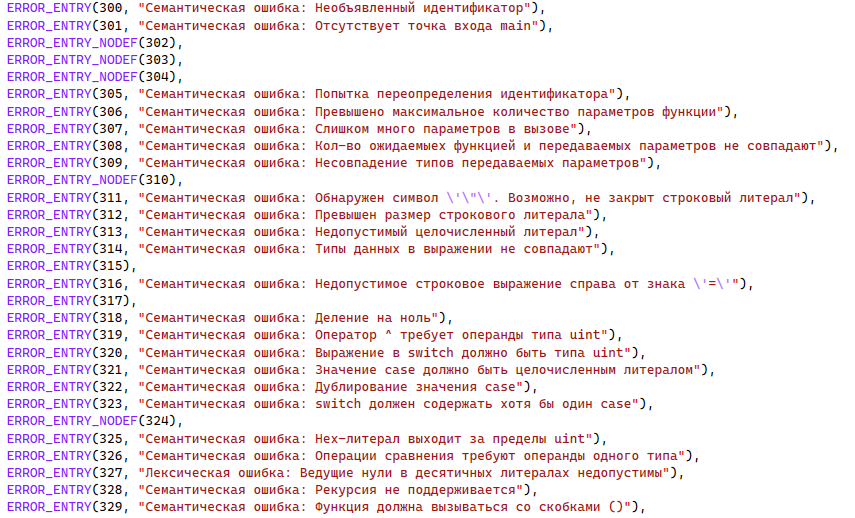 ERROR_ENTRY(300, "Семантическая ошибка: Необъявленный идентификатор"),
ERROR_ENTRY(301, "Семантическая ошибка: Отсутствует точка входа main"),
ERROR_ENTRY_NODEF(302),
ERROR_ENTRY_NODEF(303),
ERROR_ENTRY_NODEF(304),
ERROR_ENTRY(305, "Семантическая ошибка: Попытка переопределения идентификатора"),
ERROR_ENTRY(306, "Семантическая ошибка: Превышено максимальное количество параметров функции"),
ERROR_ENTRY(307, "Семантическая ошибка: Слишком много параметров в вызове"),
ERROR_ENTRY(308, "Семантическая ошибка: Кол-во ожидаемыех функцией и передаваемых параметров не совпадают"),
ERROR_ENTRY(309, "Семантическая ошибка: Несовпадение типов передаваемых параметров"),
ERROR_ENTRY_NODEF(310),
ERROR_ENTRY(311, "Семантическая ошибка: Обнаружен символ \'\"\'. Возможно, не закрыт строковый литерал"),
ERROR_ENTRY(312, "Семантическая ошибка: Превышен размер строкового литерала"),
ERROR_ENTRY(313, "Семантическая ошибка: Недопустимый целочисленный литерал"),
ERROR_ENTRY(314, "Семантическая ошибка: Типы данных в выражении не совпадают"),
ERROR_ENTRY(315),
ERROR_ENTRY(316, "Семантическая ошибка: Недопустимое строковое выражение справа от знака \'=\'"),
ERROR_ENTRY(317),
ERROR_ENTRY(318, "Семантическая ошибка: Деление на ноль"),
ERROR_ENTRY(319, "Семантическая ошибка: Оператор ^ требует операнды типа uint"),
ERROR_ENTRY(320, "Семантическая ошибка: Выражение в switch должно быть типа uint"),
ERROR_ENTRY(321, "Семантическая ошибка: Значение case должно быть целочисленным литералом"),
ERROR_ENTRY(322, "Семантическая ошибка: Дублирование значения case"),
ERROR_ENTRY(323, "Семантическая ошибка: switch должен содержать хотя бы один case"),
ERROR_ENTRY_NODEF(324),
ERROR_ENTRY(325, "Семантическая ошибка: Hex-литерал выходит за пределы uint"),
ERROR_ENTRY(326, "Семантическая ошибка: Операции сравнения требуют операнды одного типа"),
ERROR_ENTRY(327, "Лексическая ошибка: Ведущие нули в десятичных литералах недопустимы"),
ERROR_ENTRY(328, "Семантическая ошибка: Рекурсия не поддерживается"),
ERROR_ENTRY(329, "Семантическая ошибка: Функция должна вызываться со скобками ()"),